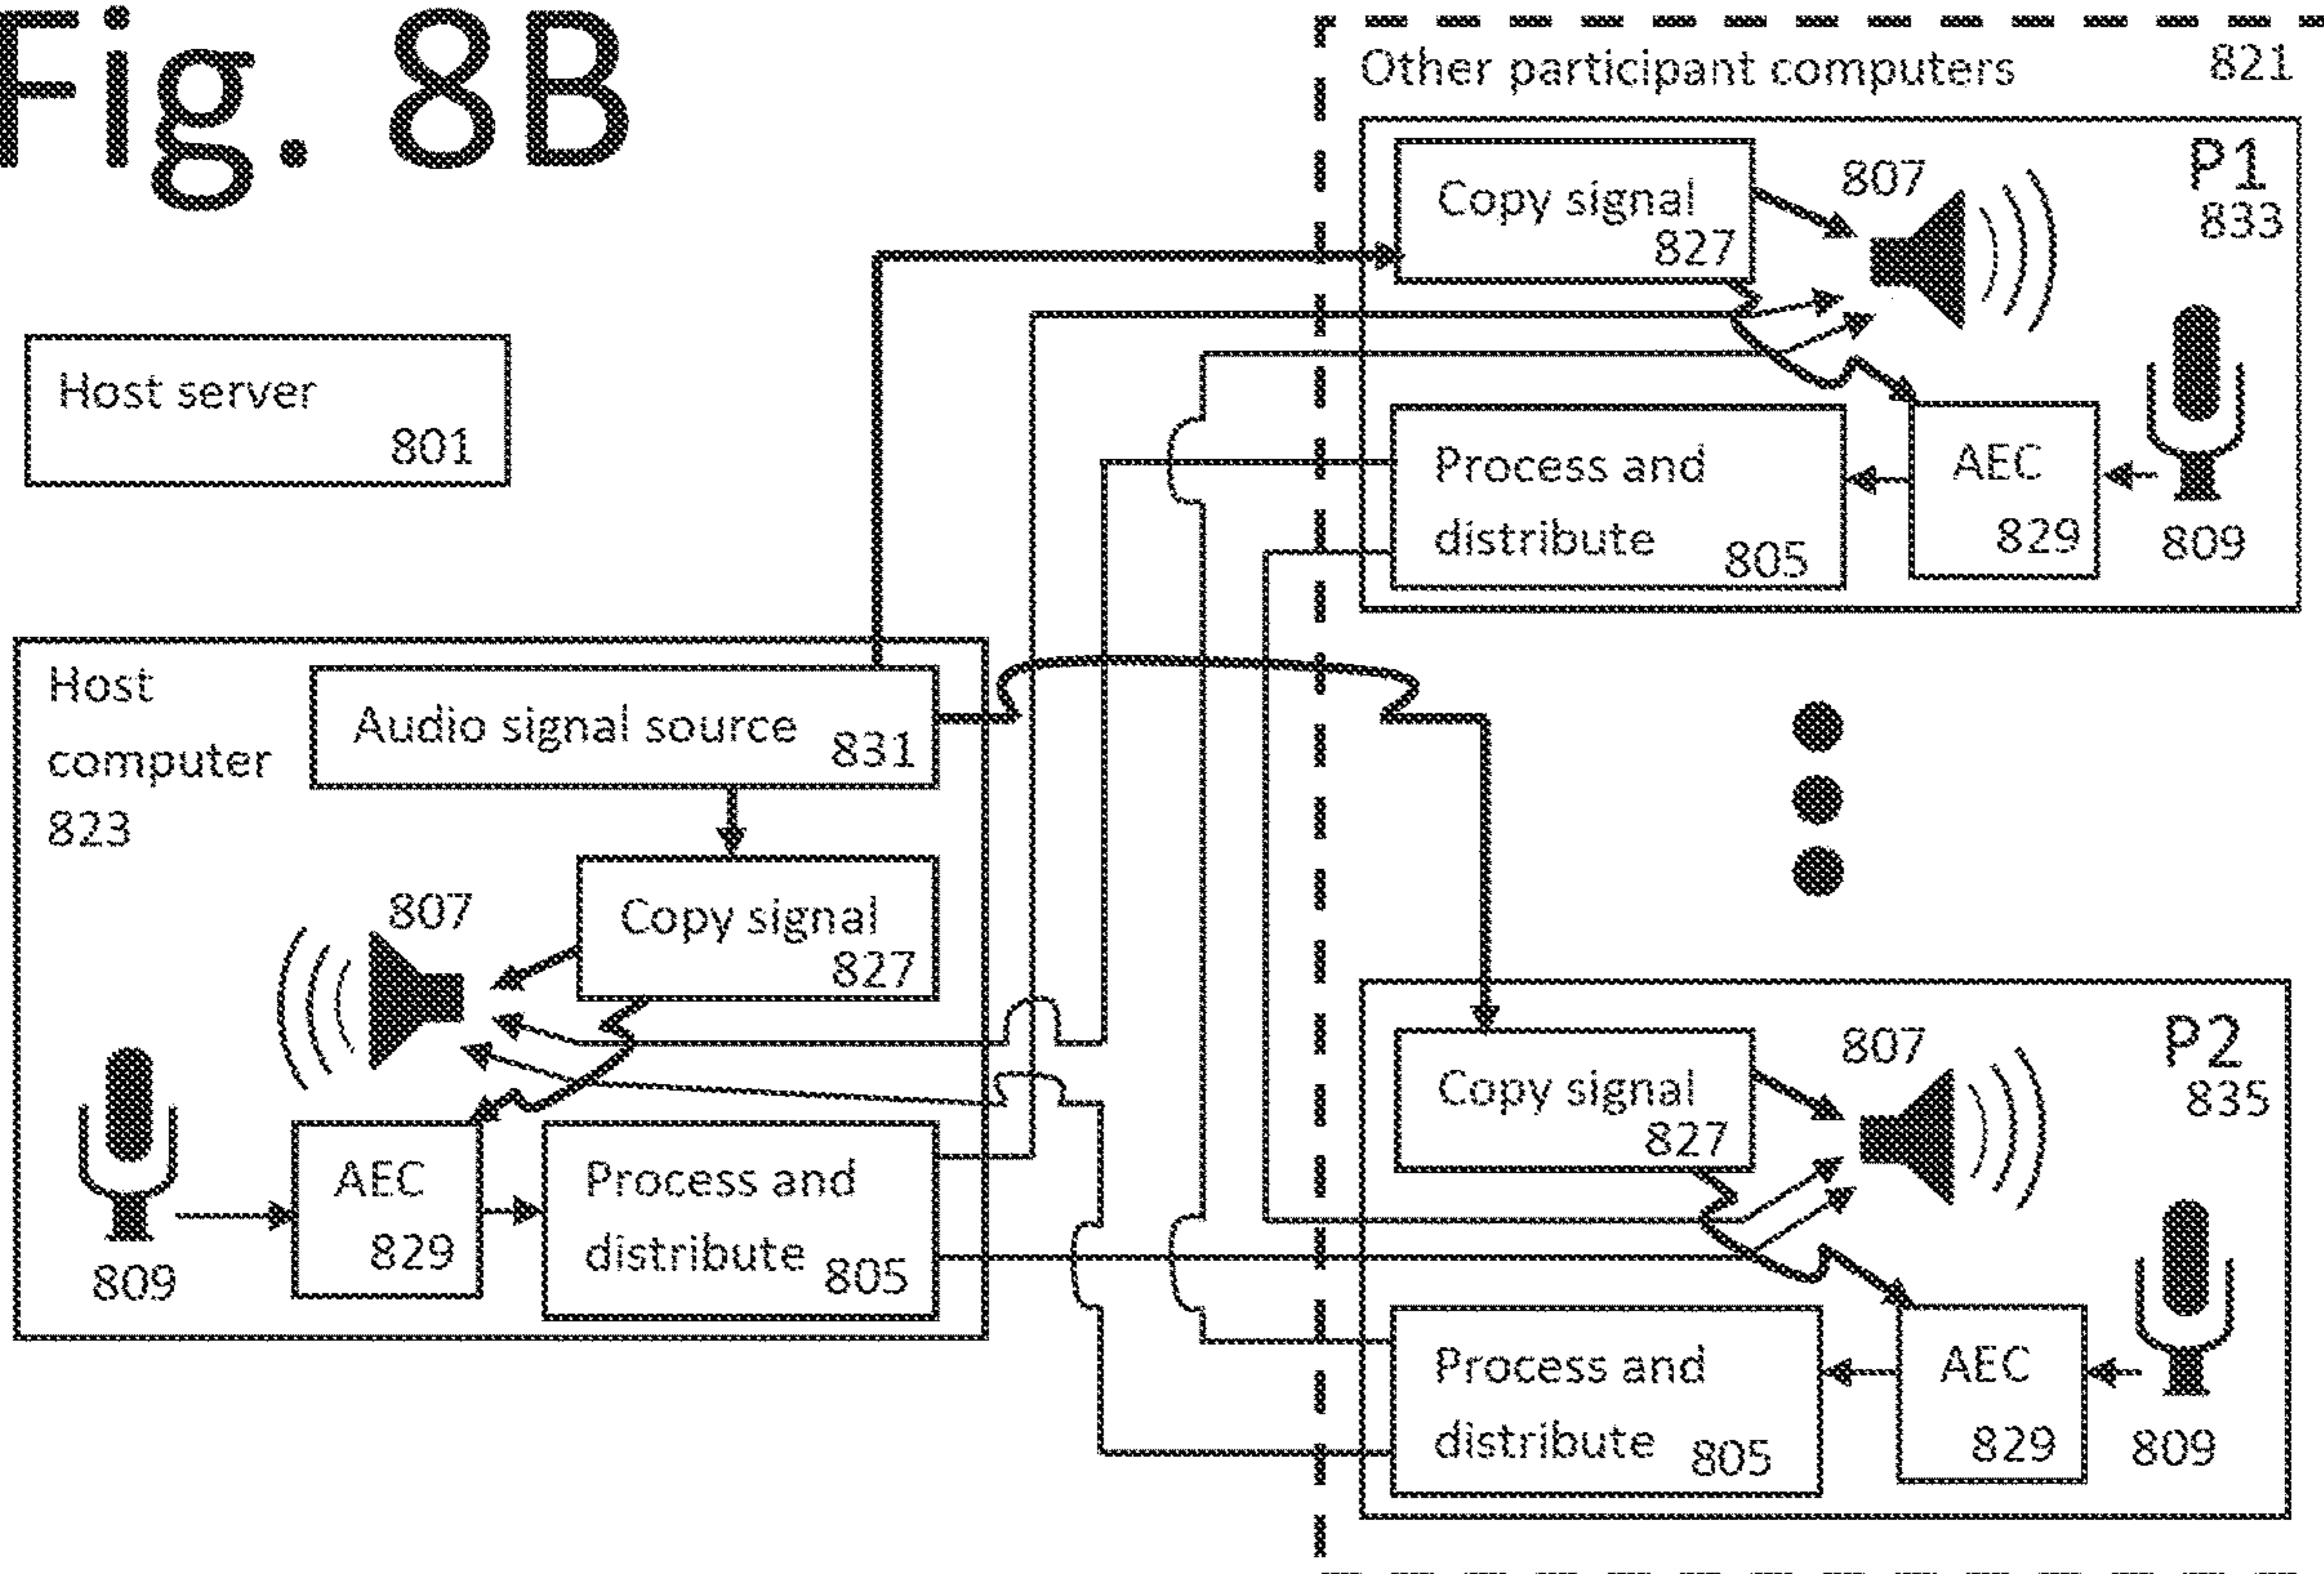 Fig. 8B
Other participant computers 821
P1
833
Copy signal
827
807
Process and
distribute 805
AEC
829
809
Host server
801
Host
computer
823
Audio signal source 831
Copy signal
827
807
809
AEC
829
Process and
distribute 805
P2
835
Copy signal
827
807
Process and
distribute 805
AEC
829
809